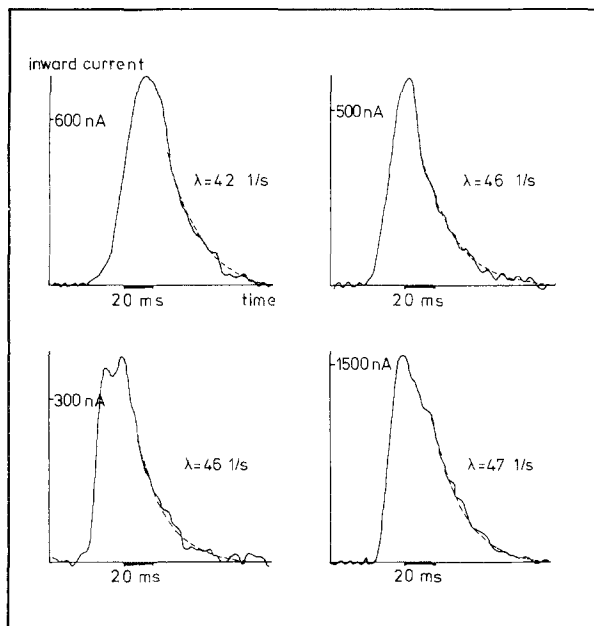 inward current
600 nA
λ=42 1/s
20 ms
time
500 nA
λ=46 1/s
20 ms
300 nA
λ=46 1/s
20 ms
1500 nA
λ=47 1/s
20 ms